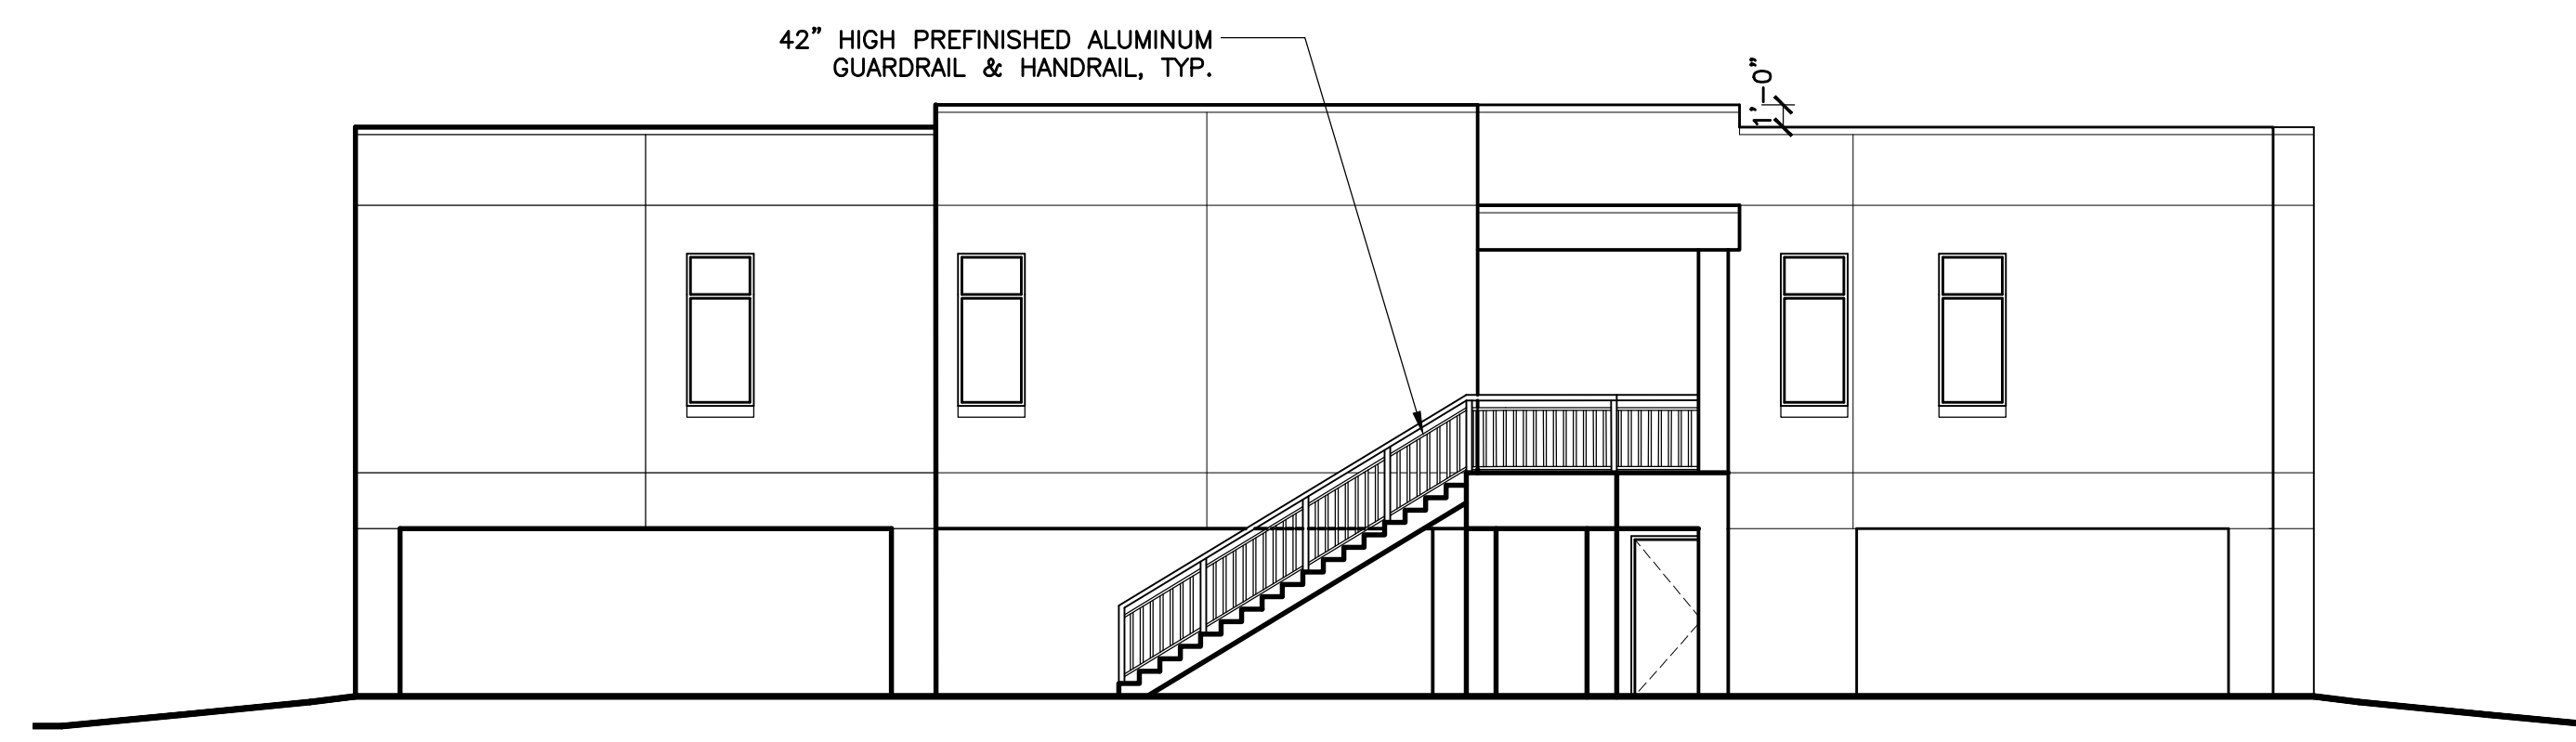 42” HIGH PREFINISHED ALUMINUM
GUARDRAIL & HANDRAIL, TYP.
1’-0”